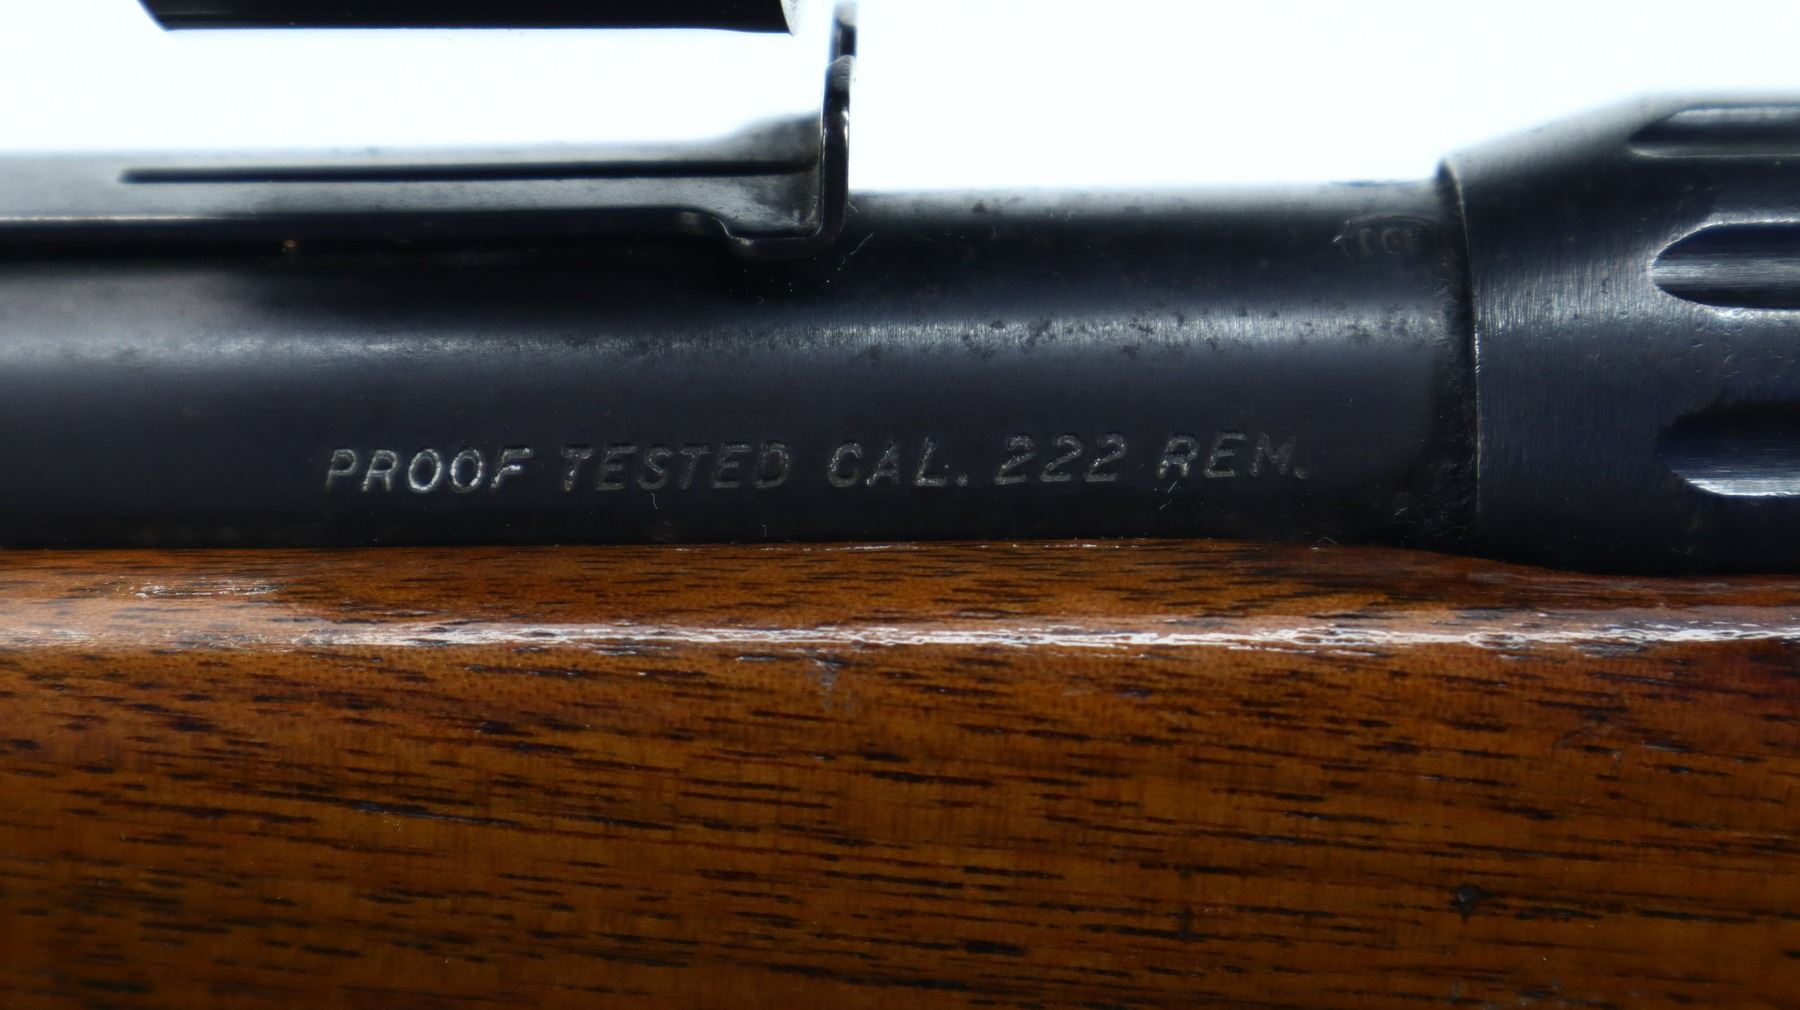 PROOF TESTED CAL. 222 REM.